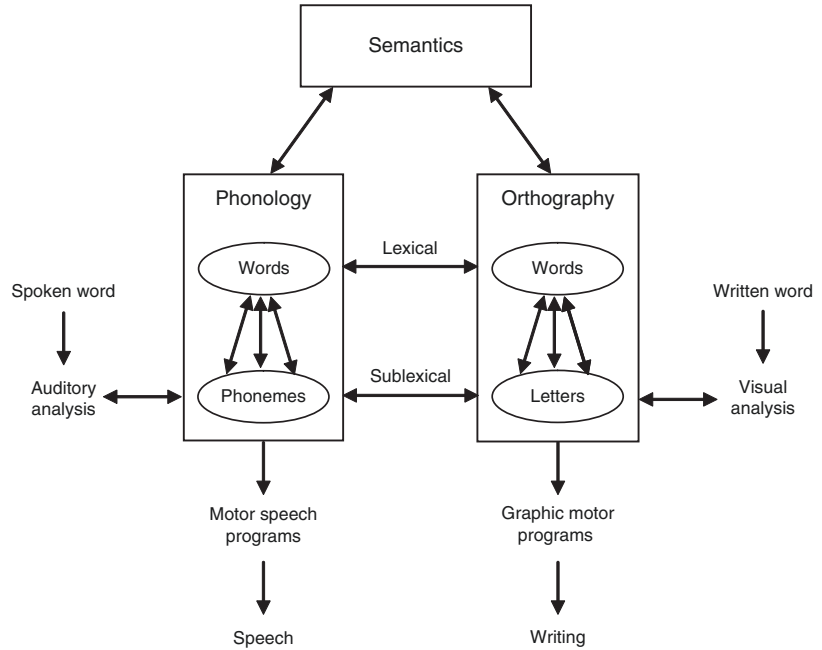 Semantics
Phonology
Orthography
Lexical
Words
Words
Spoken word
Written word
Sublexical
Auditory
analysis
Phonemes
Letters
Visual
analysis
Motor speech
programs
Graphic motor
programs
Speech
Writing